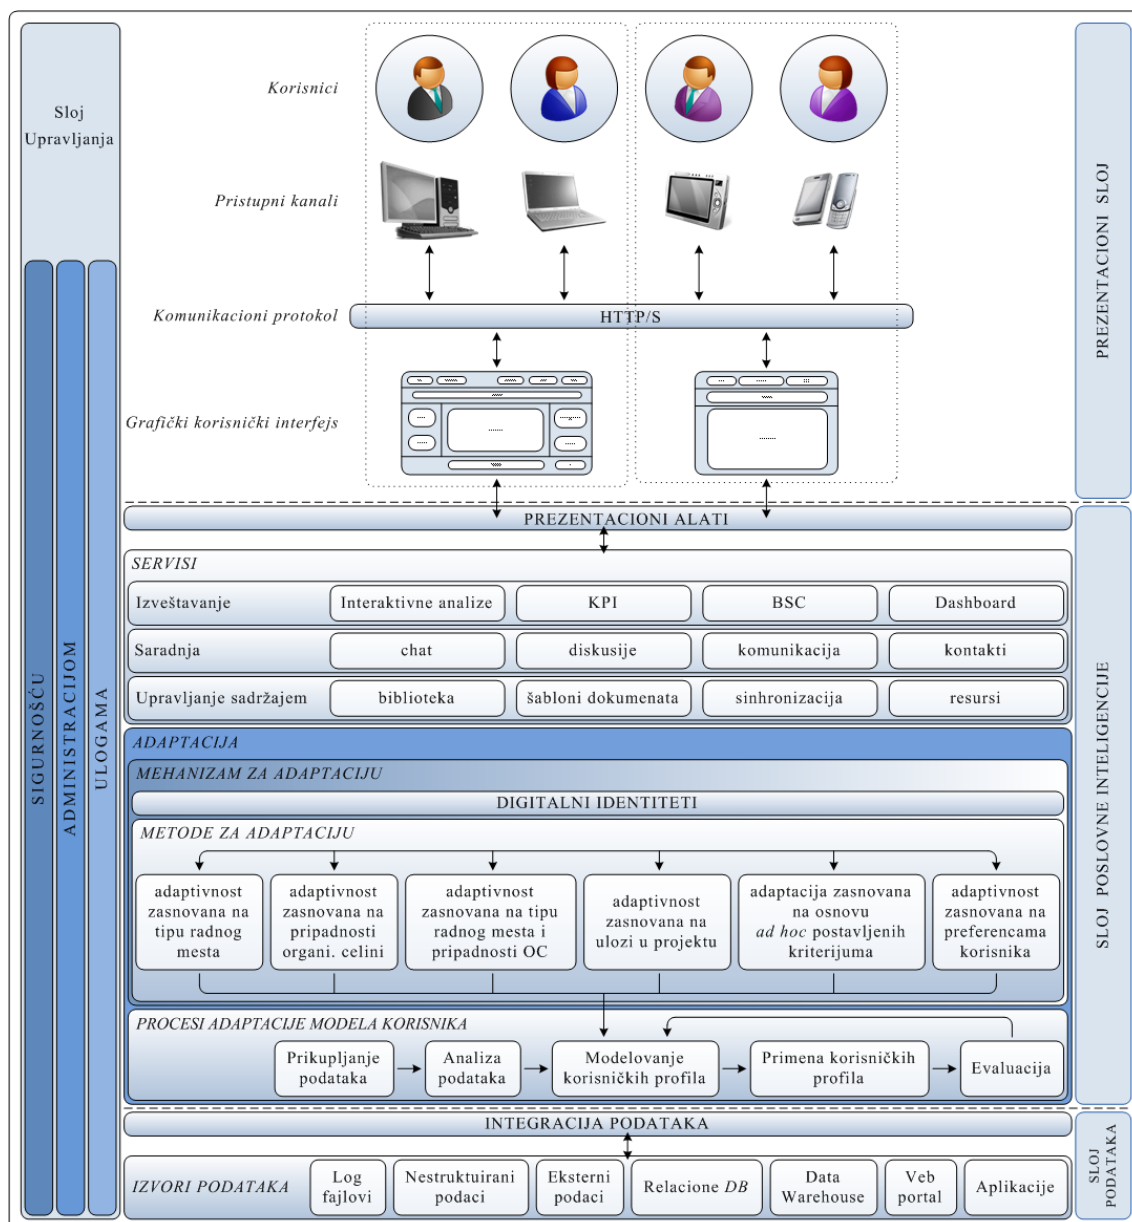 Sloj
Upravljanja
SIGURNOŠĆU
ADMINISTRACIJOM
ULOGAMA
Korisnici
Pristupni kanali
Komunikacioni protokol
HTTP/S
Grafički korisnički interfejs
PREZENTACIONI SLOJ
PREZENTACIONI ALATI
SERVISI
Izveštavanje
Interaktivne analize
KPI
BSC
Dashboard
Saradnja
chat
diskusije
komunikacija
kontakti
Upravljanje sadržajem
biblioteka
šabloni dokumenata
sinhronizacija
resursi
ADAPTACIJA
MEHANIZAM ZA ADAPTACIJU
DIGITALNI IDENTITETI
METODE ZA ADAPTACIJU
adaptivnost
zasnovana na
tipu radnog
mesta
adaptivnost
zasnovana na
pripadnosti
organi. celini
adaptivnost
zasnovana na tipu
radnog mesta i
pripadnosti OC
adaptivnost
zasnovana na
ulozi u projektu
adaptacija zasnovana
na osnovu
ad hoc postavljenih
kriterijuma
adaptivnost
zasnovana na
preferencama
korisnika
PROCESI ADAPTACIJE MODELA KORISNIKA
Prikupljanje
podataka
Analiza
podataka
Modelovanje
korisničkih profila
Primena korisničkih
profila
Evaluacija
SLOJ POSLOVNE INTELIGENCIJE
INTEGRACIJA PODATAKA
IZVORI PODATAKA
Log
fajlovi
Nestruktuirani
podaci
Eksterni
podaci
Relacione DB
Data
Warehouse
Veb
portal
Aplikacije
SLOJ
PODATAKA